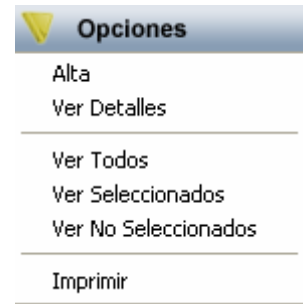 Opciones
Alta
Ver Detalles
Ver Todos
Ver Seleccionados
Ver No Seleccionados
Imprimir